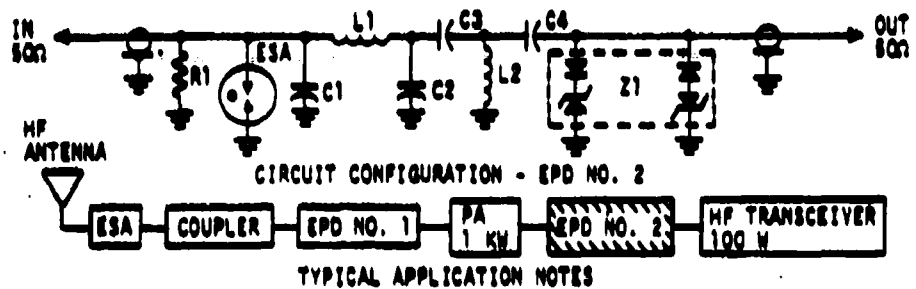 IN
50Ω
R1
ESA
C1
L1
C2
C3
L2
C4
Z1
OUT
50Ω
HF
ANTENNA
CIRCUIT CONFIGURATION - EPD NO. 2
ESA
COUPLER
EPD NO. 1
PA
1 KW
EPD NO. 2
HF TRANSCEIVER
100 W
TYPICAL APPLICATION NOTES